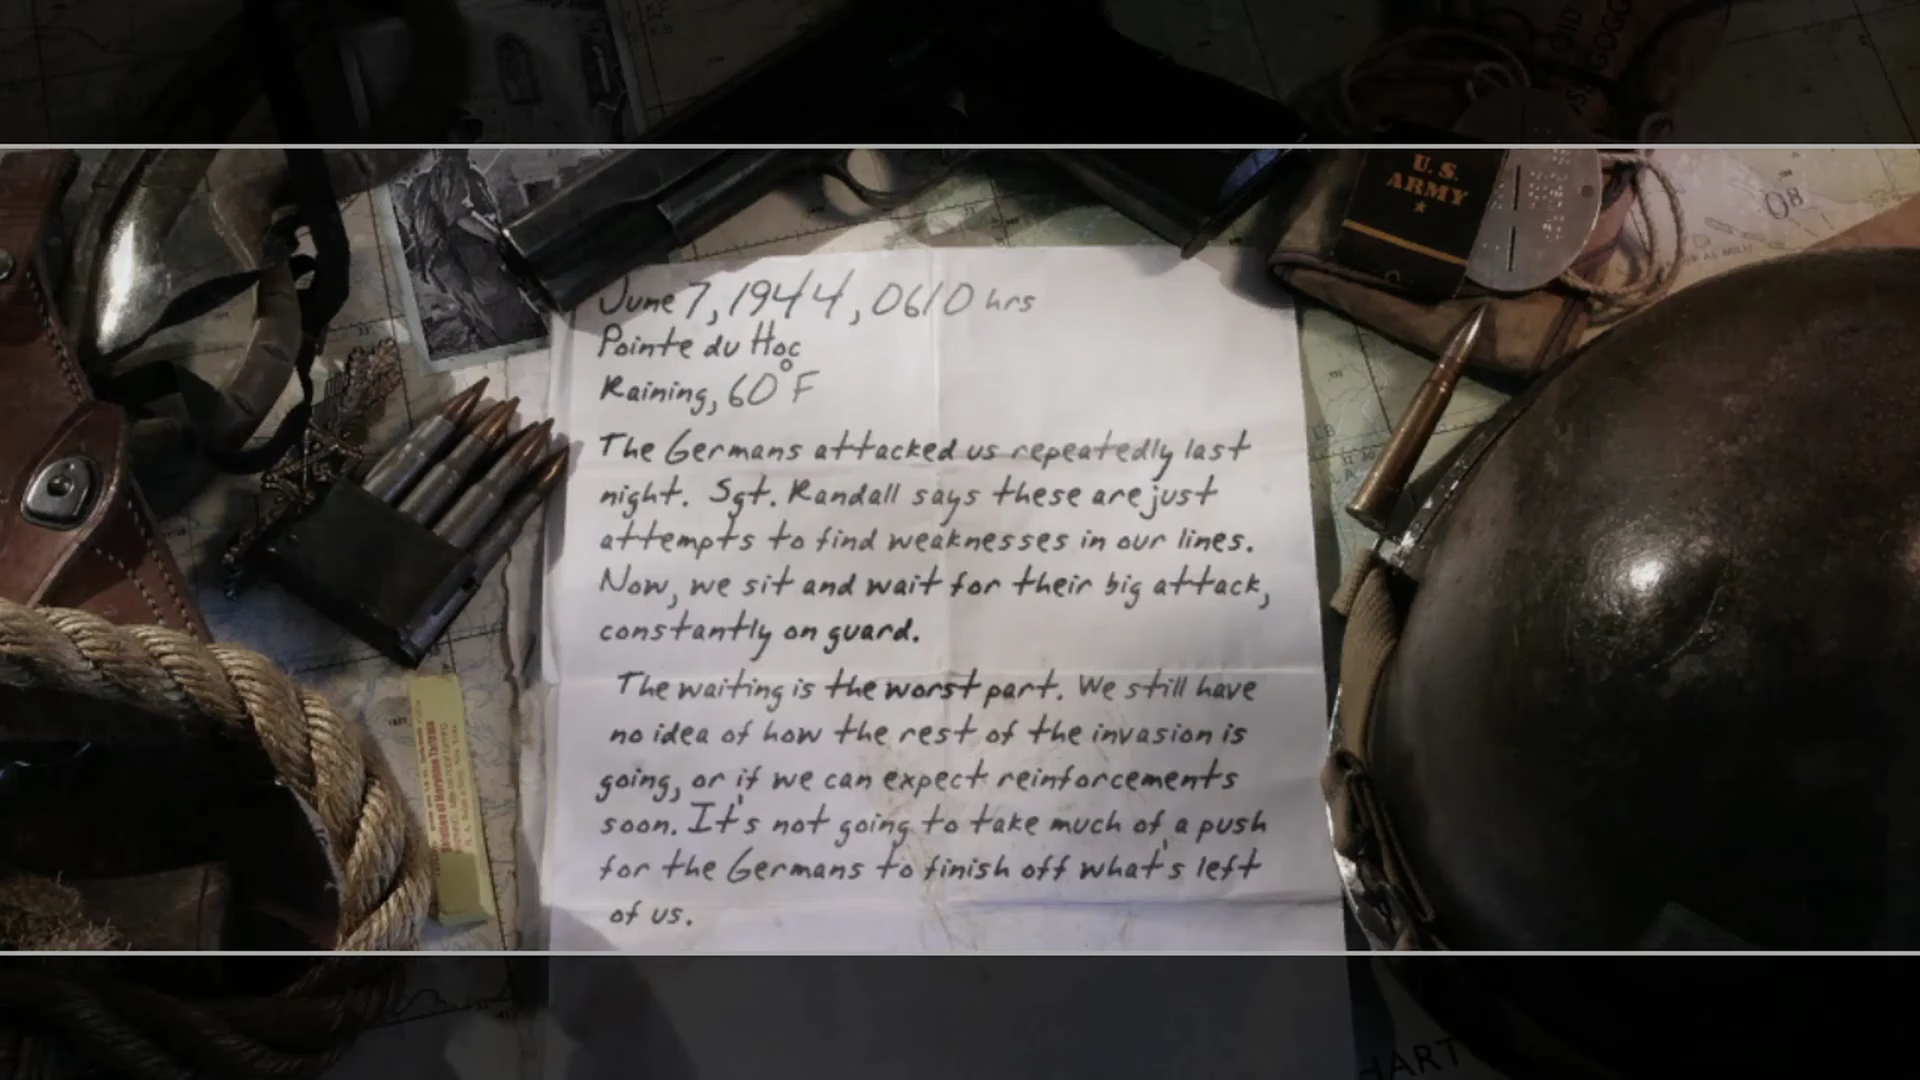 U.S.
ARMY
08
June 7, 1944, 0610 hrs
Pointe du Hoc
Raining, 60°F
The Germans attacked us repeatedly last
night. Sgt. Randall says these are just
attempts to find weaknesses in our lines.
Now, we sit and wait for their big attack,
constantly on guard.
The waiting is the worst part. We still have
no idea of how the rest of the invasion is
going, or if we can expect reinforcements
soon. It's not going to take much of a push
for the Germans to finish off what's left
of us.